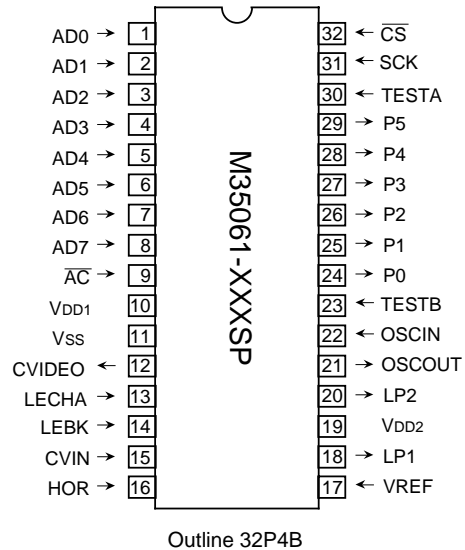 AD0 → 1 32 ← C̅S̅
AD1 → 2 31 ← SCK
AD2 → 3 30 ← TESTA
AD3 → 4 29 → P5
AD4 → 5 28 → P4
AD5 → 6 27 → P3
AD6 → 7 26 → P2
AD7 → 8 25 → P1
A̅C̅ → 9 24 → P0
VDD1 10 23 ← TESTB
VSS 11 22 ← OSCIN
CVIDEO ← 12 21 → OSCOUT
LECHA → 13 20 → LP2
LEBK → 14 19 VDD2
CVIN → 15 18 → LP1
HOR → 16 17 ← VREF
M35061-XXXSP
Outline 32P4B